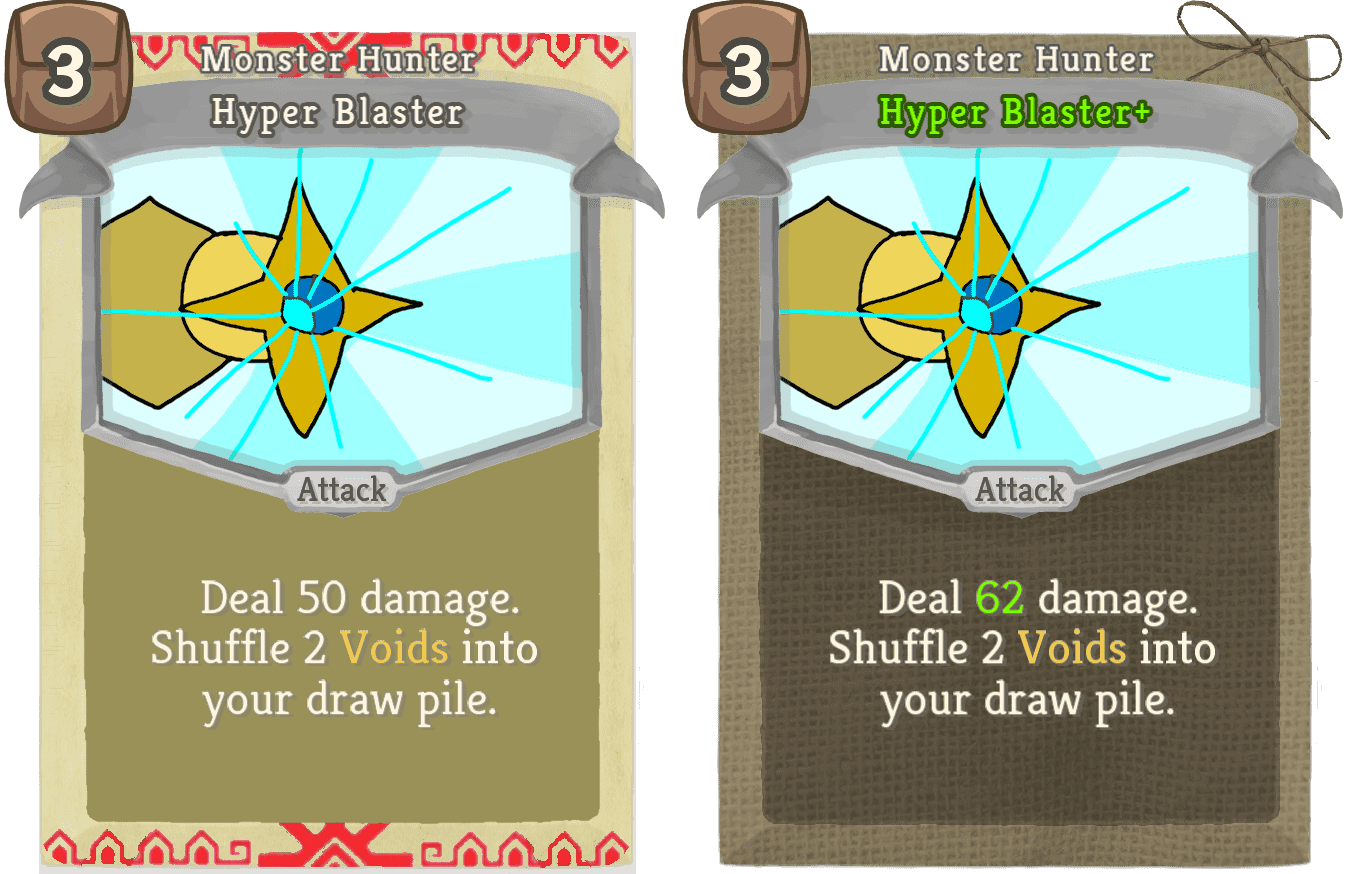 3
Monster Hunter
Hyper Blaster
Attack
Deal 50 damage.
Shuffle 2 Voids into
your draw pile.
3
Monster Hunter
Hyper Blaster+
Attack
Deal 62 damage.
Shuffle 2 Voids into
your draw pile.